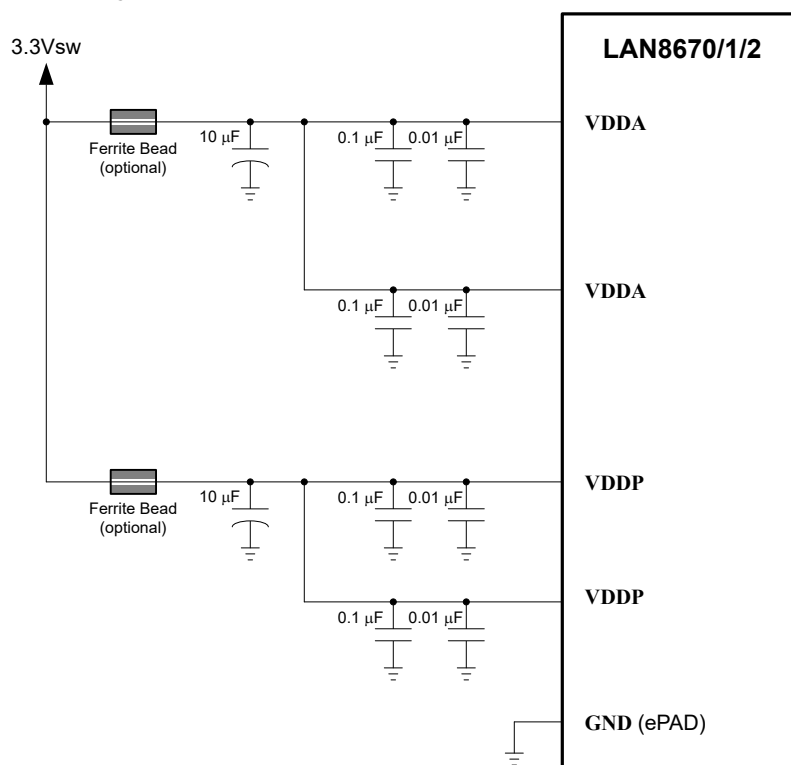 LAN8670/1/2
3.3Vsw
VDDA
10 µF
0.1 µF
0.01 µF
Ferrite Bead
(optional)
VDDA
0.1 µF
0.01 µF
VDDP
10 µF
0.1 µF
0.01 µF
Ferrite Bead
(optional)
VDDP
0.1 µF
0.01 µF
GND (ePAD)